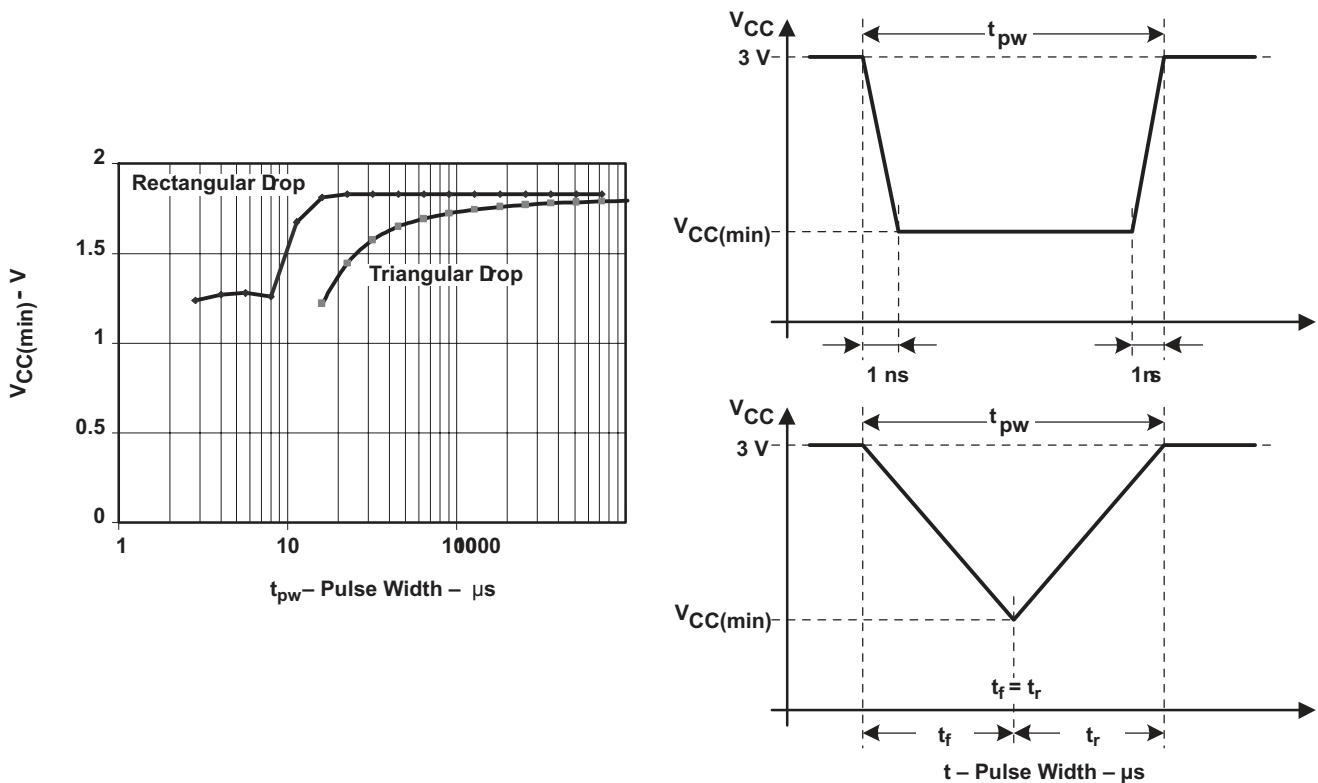 2
Rectangular Drop
1.5
Triangular Drop
1
0.5
0
VCC(min) - V
1
10
10000
tpw – Pulse Width – µs
VCC
tpw
3 V
VCC(min)
1 ns
1ns
VCC
tpw
3 V
VCC(min)
tf = tr
tf
tr
t – Pulse Width – µs